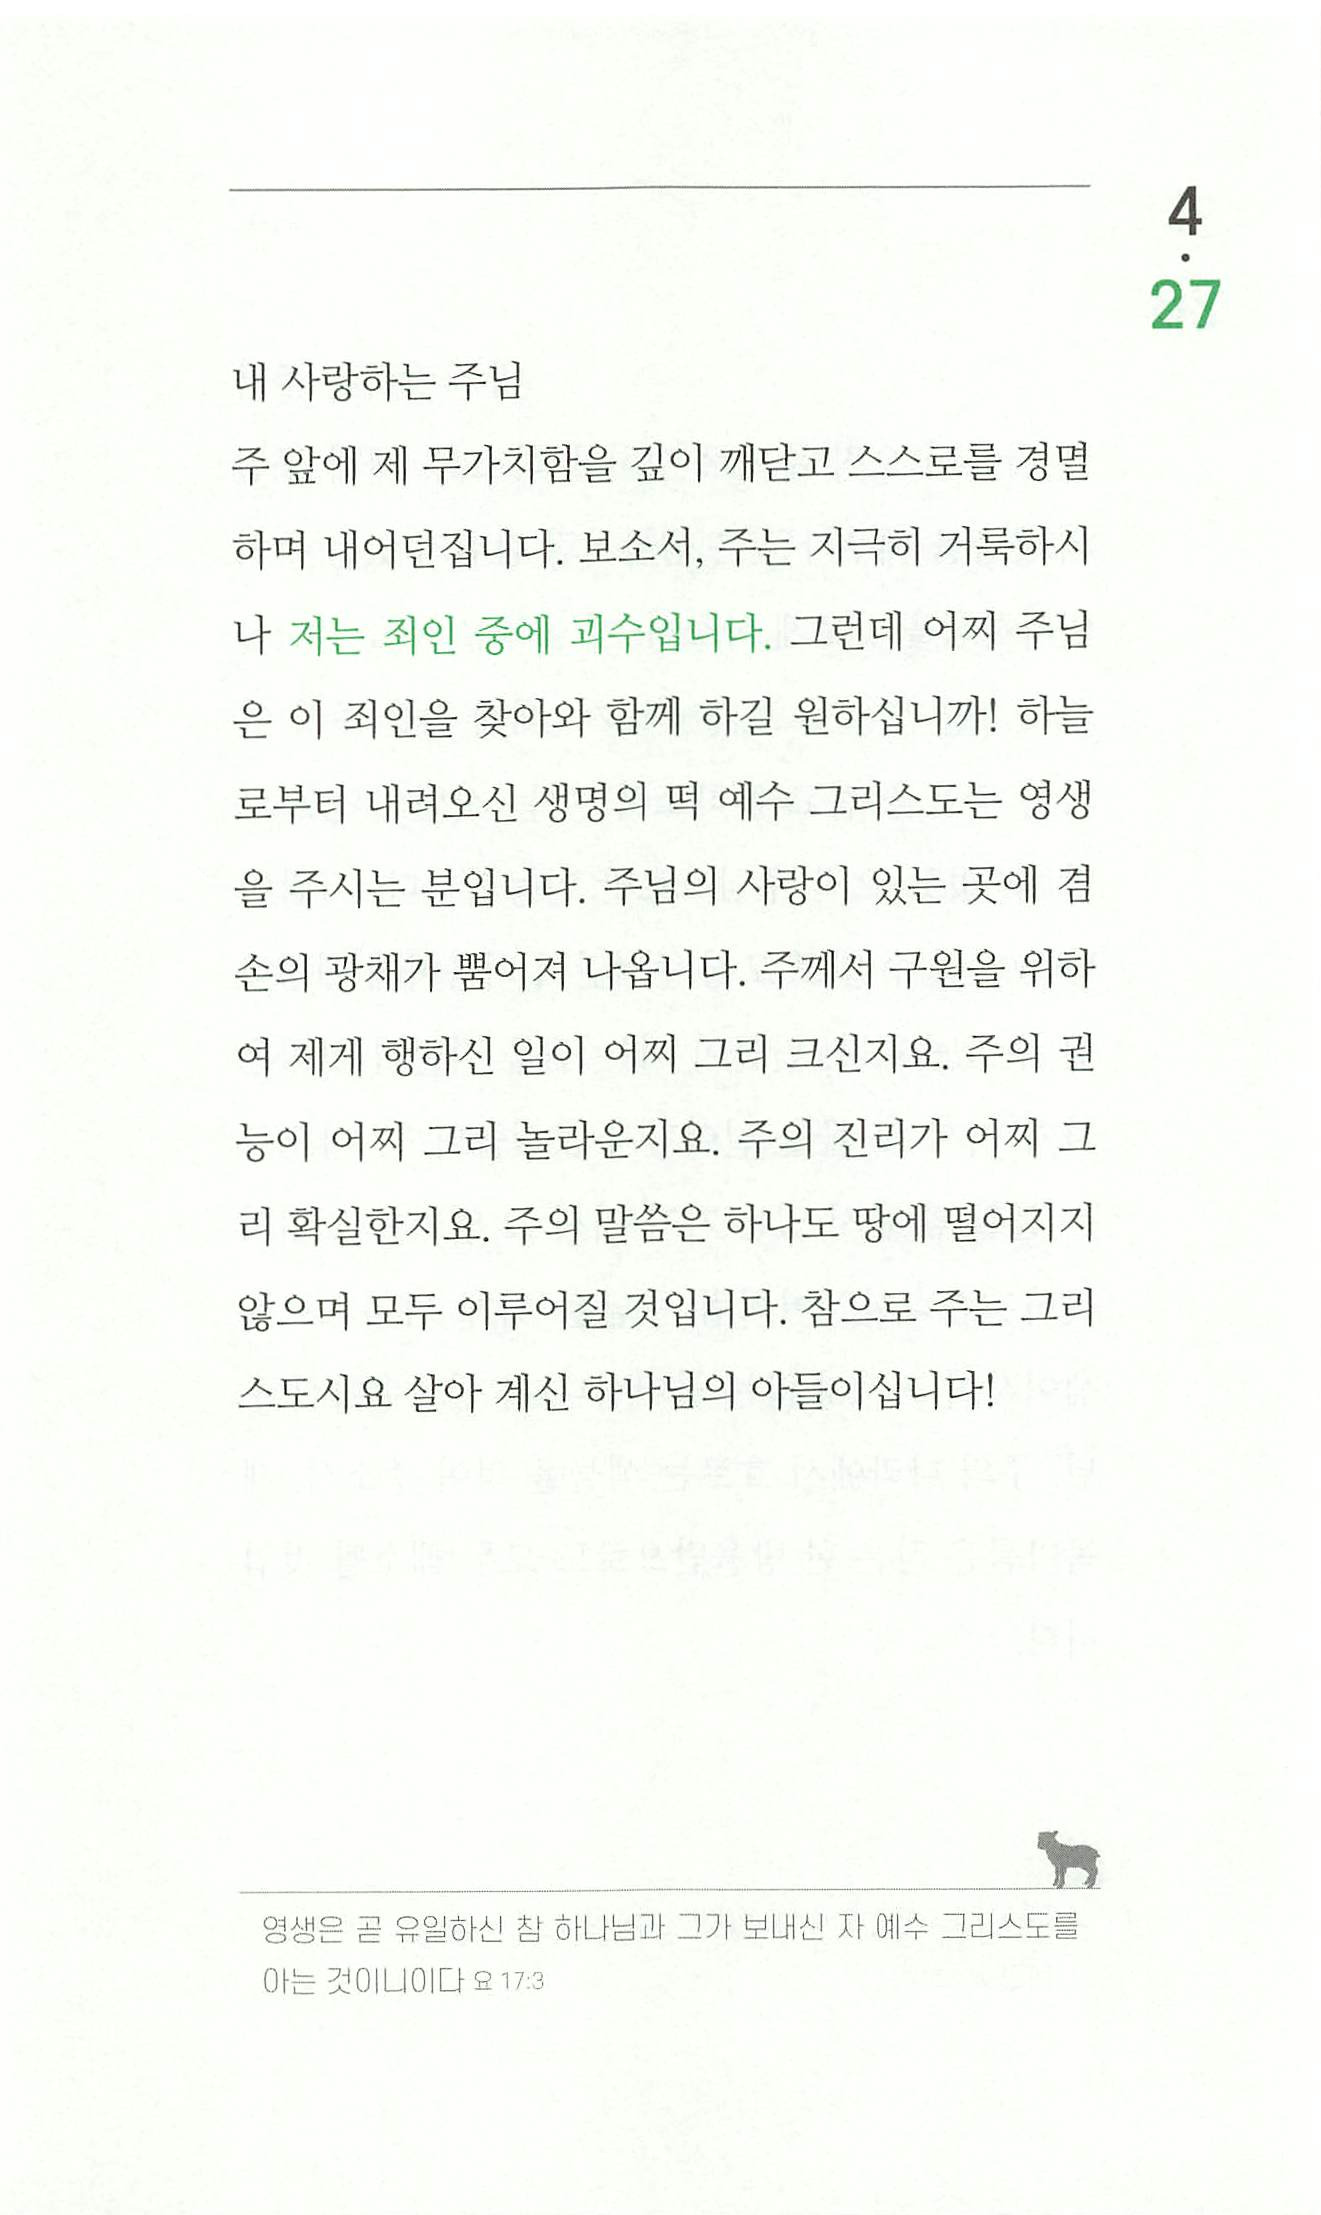 4
·
27
내 사랑하는 주님
주 앞에 제 무가치함을 깊이 깨닫고 스스로를 경멸
하며 내어던집니다. 보소서, 주는 지극히 거룩하시
나 저는 죄인 중에 괴수입니다. 그런데 어찌 주님
은 이 죄인을 찾아와 함께 하길 원하십니까! 하늘
로부터 내려오신 생명의 떡 예수 그리스도는 영생
을 주시는 분입니다. 주님의 사랑이 있는 곳에 겸
손의 광채가 뿜어져 나옵니다. 주께서 구원을 위하
여 제게 행하신 일이 어찌 그리 크신지요. 주의 권
능이 어찌 그리 놀라운지요. 주의 진리가 어찌 그
리 확실한지요. 주의 말씀은 하나도 땅에 떨어지지
않으며 모두 이루어질 것입니다. 참으로 주는 그리
스도시요 살아 계신 하나님의 아들이십니다!
영생은 곧 유일하신 참 하나님과 그가 보내신 자 예수 그리스도를
아는 것이니이다 요 17:3